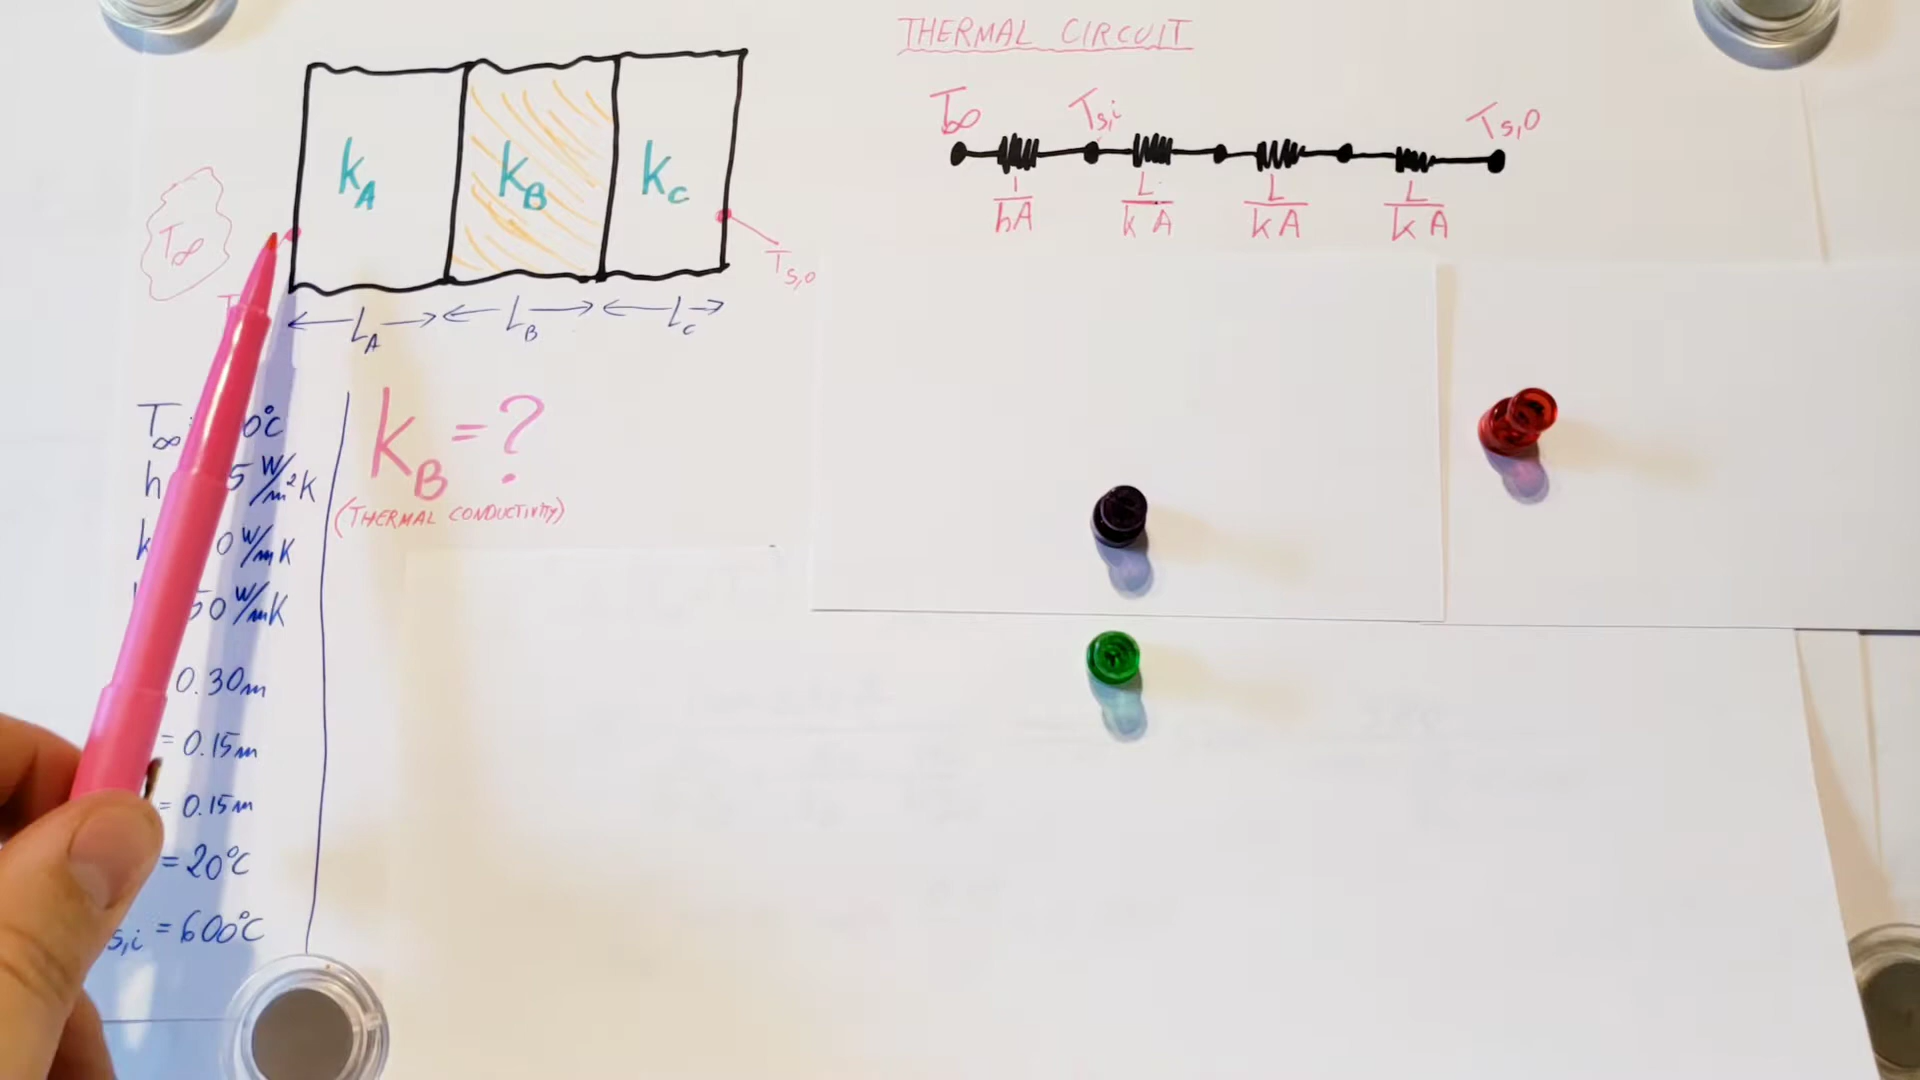 THERMAL CIRCUIT
T∞ Ts,i Ts,o
1/hA L/kA L/kA L/kA
kA kB kC
T∞
Ts,o
T
LA LB LC
T∞ 0°C
h 5 W/m²K
k 0 W/mK
50 W/mK
0.30m
= 0.15m
= 0.15m
= 20°C
s,i = 600°C
kB = ?
(THERMAL CONDUCTIVITY)